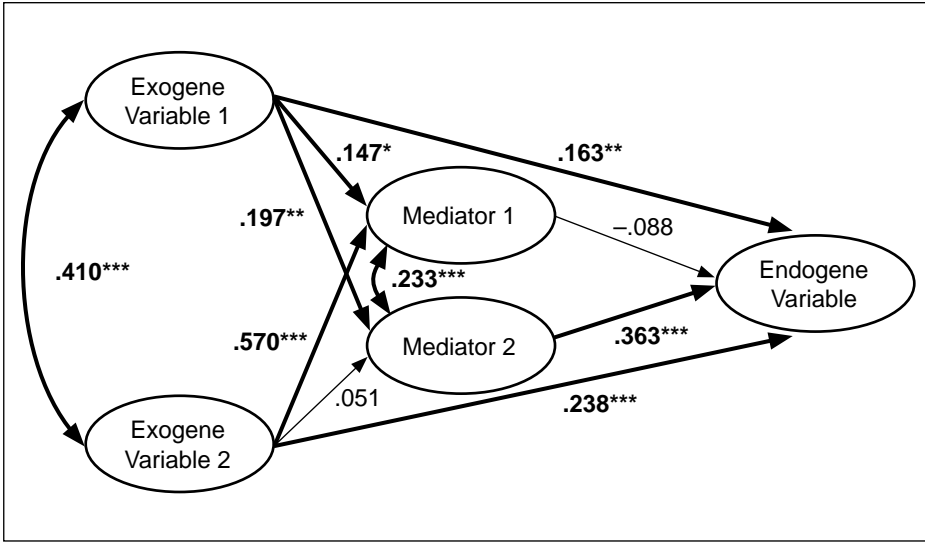 Exogene
Variable 1
.147*
.163**
.197**
Mediator 1
–.088
.410***
.233***
Endogene
Variable
.570***
Mediator 2
.363***
.051
.238***
Exogene
Variable 2